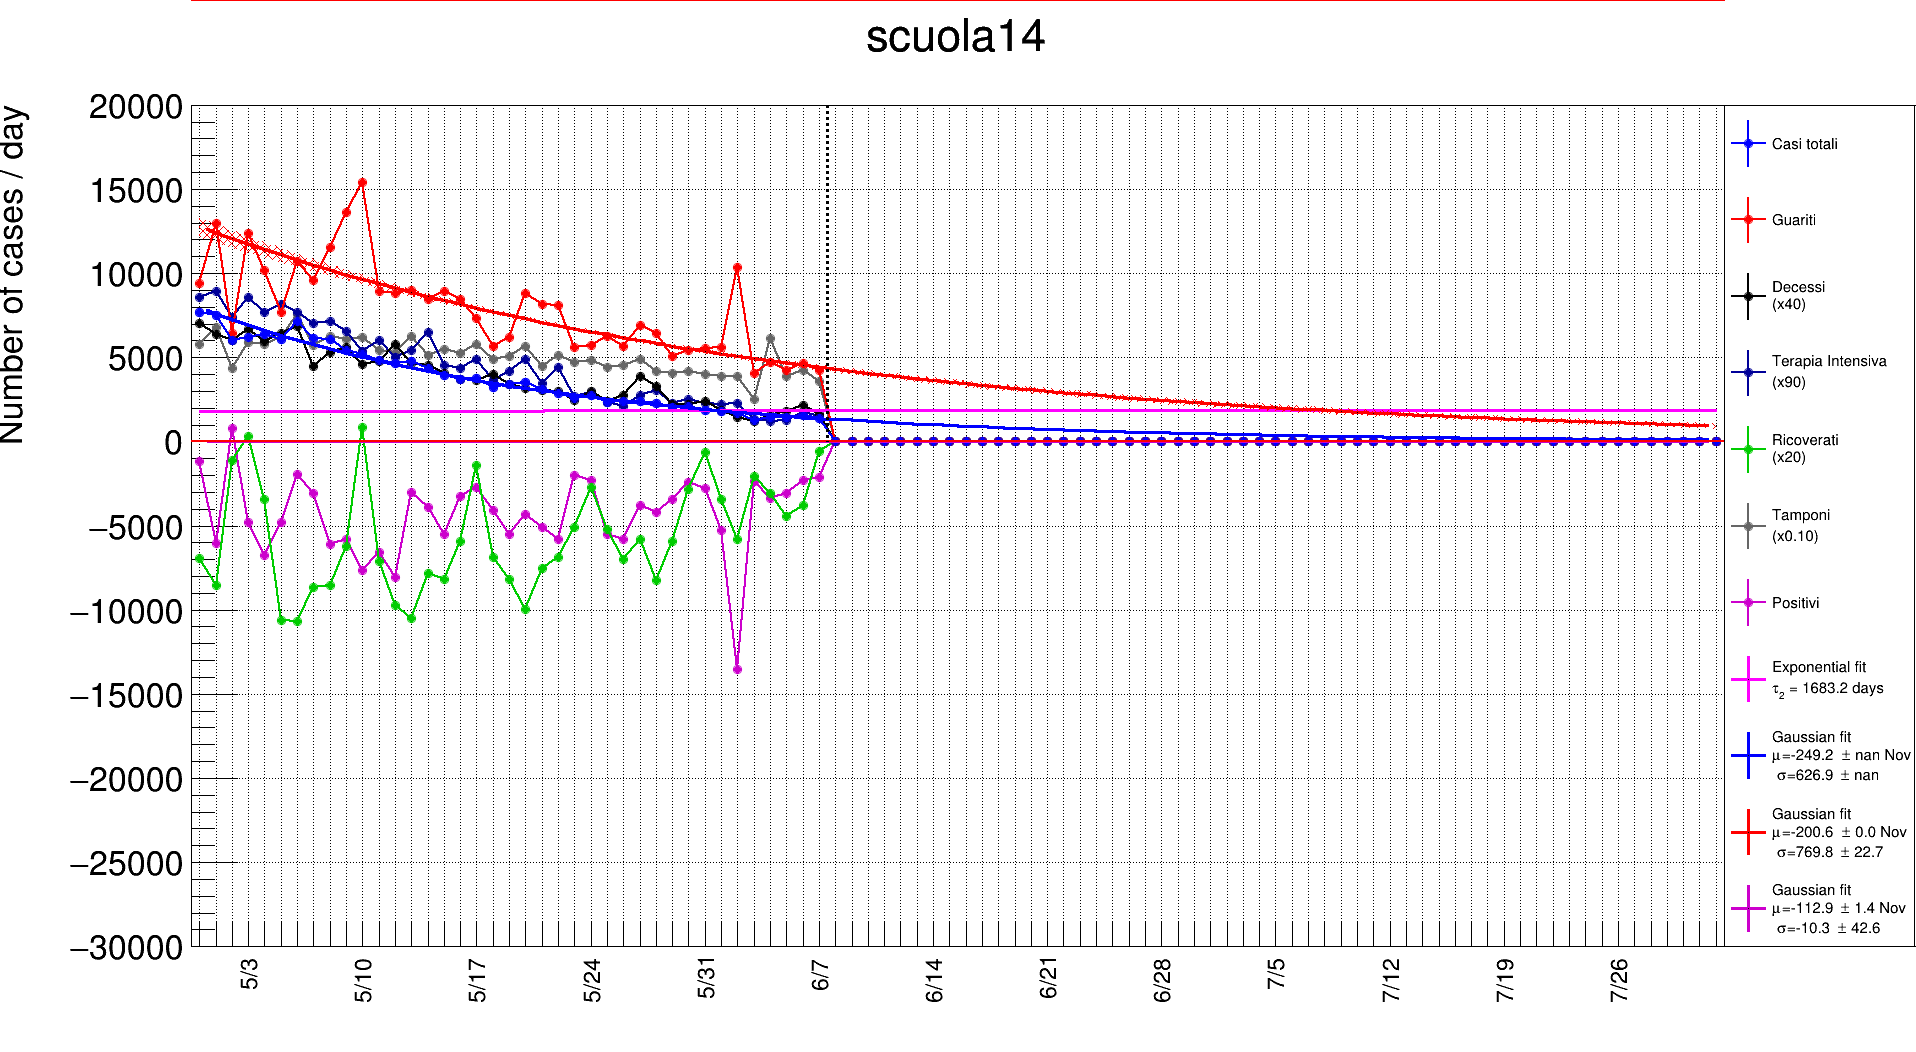 scuola14
Number of cases / day
20000
15000
10000
5000
0
−5000
−10000
−15000
−20000
−25000
−30000
5/3
5/10
5/17
5/24
5/31
6/7
6/14
6/21
6/28
7/5
7/12
7/19
7/26
Casi totali
Guariti
Decessi
(x40)
Terapia Intensiva
(x90)
Ricoverati
(x20)
Tamponi
(x0.10)
Positivi
Exponential fit
τ2 = 1683.2 days
Gaussian fit
μ=-249.2 ± nan Nov
σ=626.9 ± nan
Gaussian fit
μ=-200.6 ± 0.0 Nov
σ=769.8 ± 22.7
Gaussian fit
μ=-112.9 ± 1.4 Nov
σ=-10.3 ± 42.6